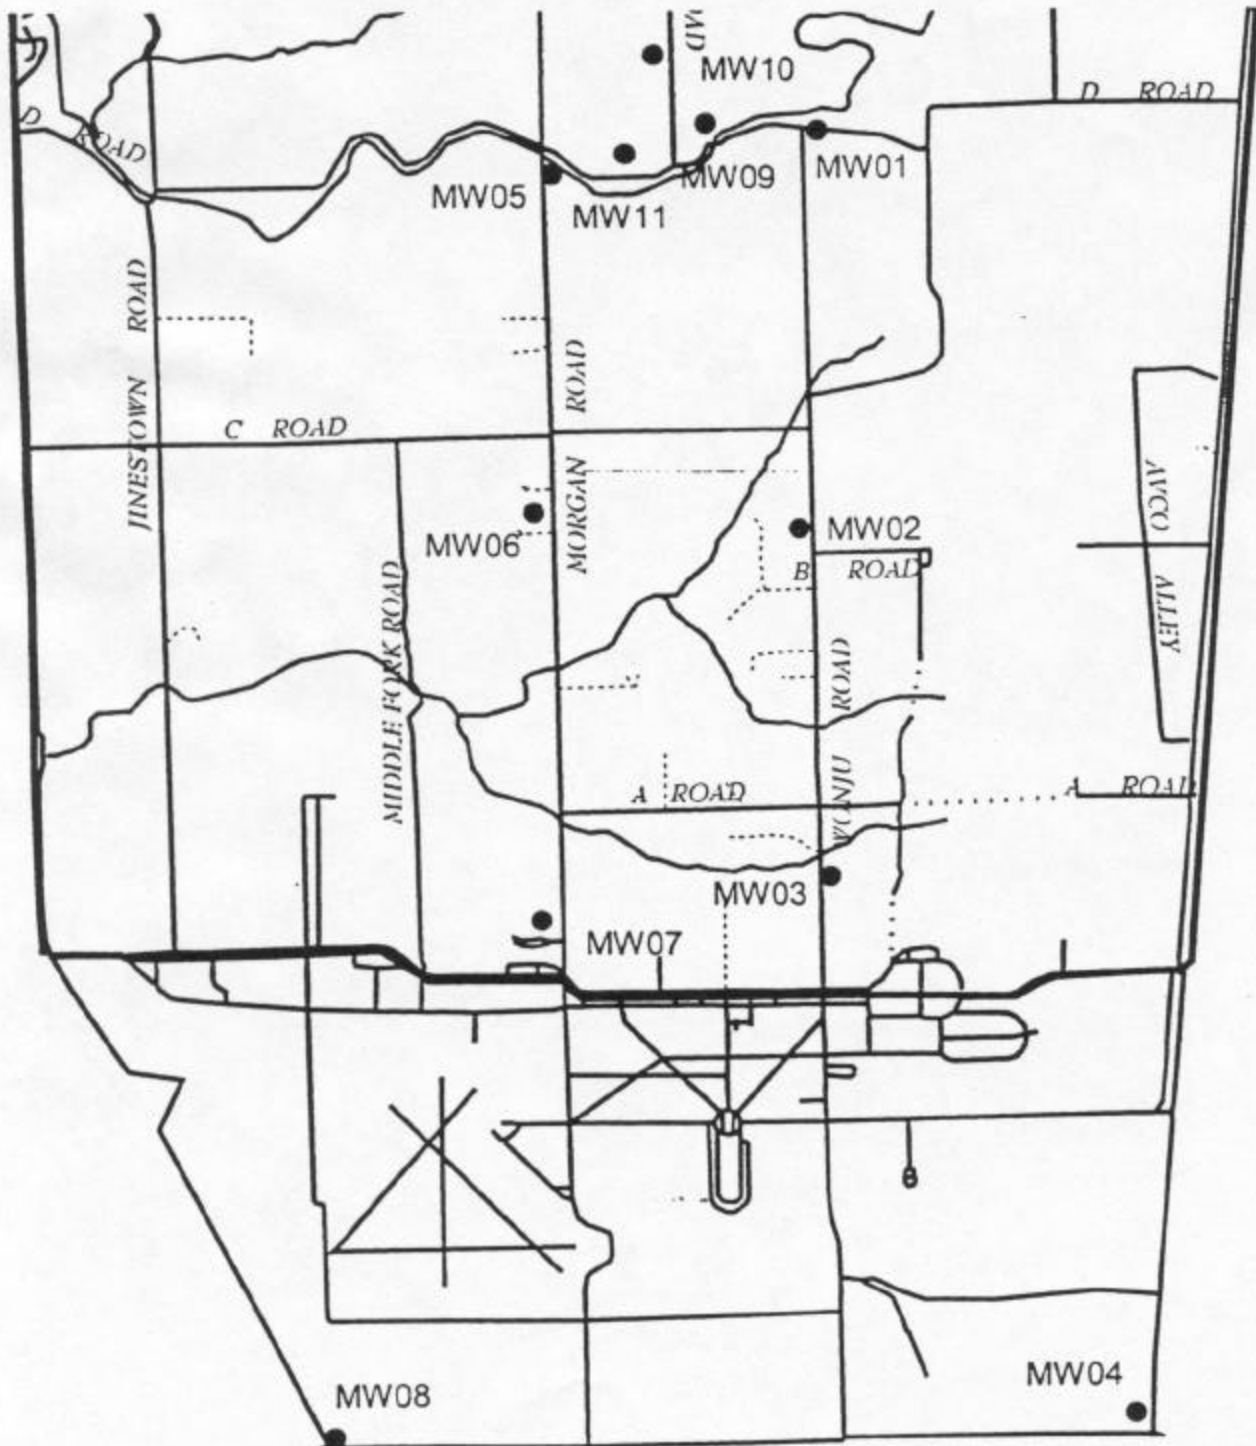 MW10
D ROAD
D ROAD
MW09
MW01
MW05
MW11
JINESTOWN ROAD
MORGAN ROAD
C ROAD
MW06
MW02
B ROAD
AVCO ALLEY
MIDDLE FORK ROAD
WONJU ROAD
A ROAD
A ROAD
MW03
MW07
MW08
MW04